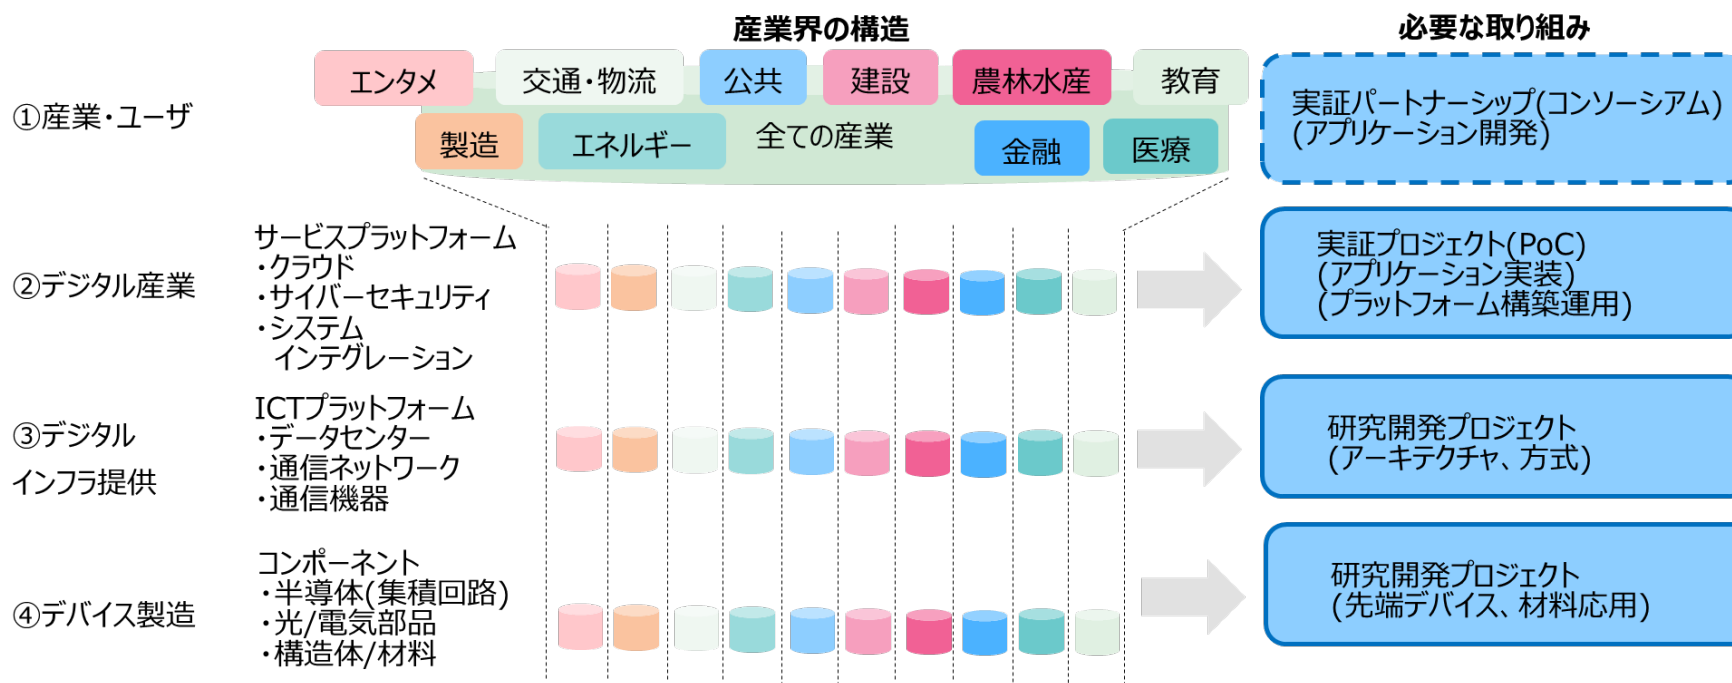 産業界の構造
必要な取り組み
①産業・ユーザ
エンタメ
交通・物流
公共
建設
農林水産
教育
製造
エネルギー
全ての産業
金融
医療
実証パートナーシップ(コンソーシアム)
(アプリケーション開発)
②デジタル産業
サービスプラットフォーム
・クラウド
・サイバーセキュリティ
・システム
インテグレーション
実証プロジェクト(PoC)
(アプリケーション実装)
(プラットフォーム構築運用)
③デジタル
インフラ提供
ICTプラットフォーム
・データセンター
・通信ネットワーク
・通信機器
研究開発プロジェクト
(アーキテクチャ、方式)
④デバイス製造
コンポーネント
・半導体(集積回路)
・光/電気部品
・構造体/材料
研究開発プロジェクト
(先端デバイス、材料応用)